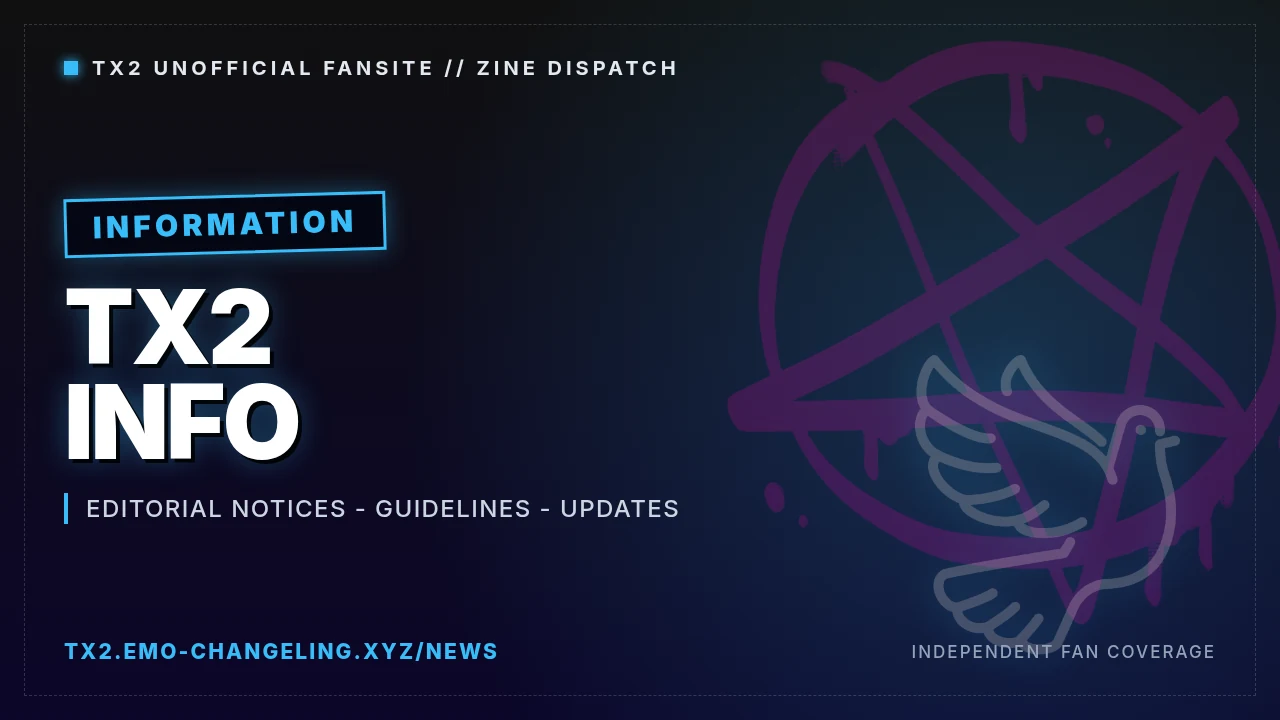 TX2 UNOFFICIAL FANSITE // ZINE DISPATCH
INFORMATION
TX2
INFO
EDITORIAL NOTICES - GUIDELINES - UPDATES
TX2.EMO-CHANGELING.XYZ/NEWS
INDEPENDENT FAN COVERAGE